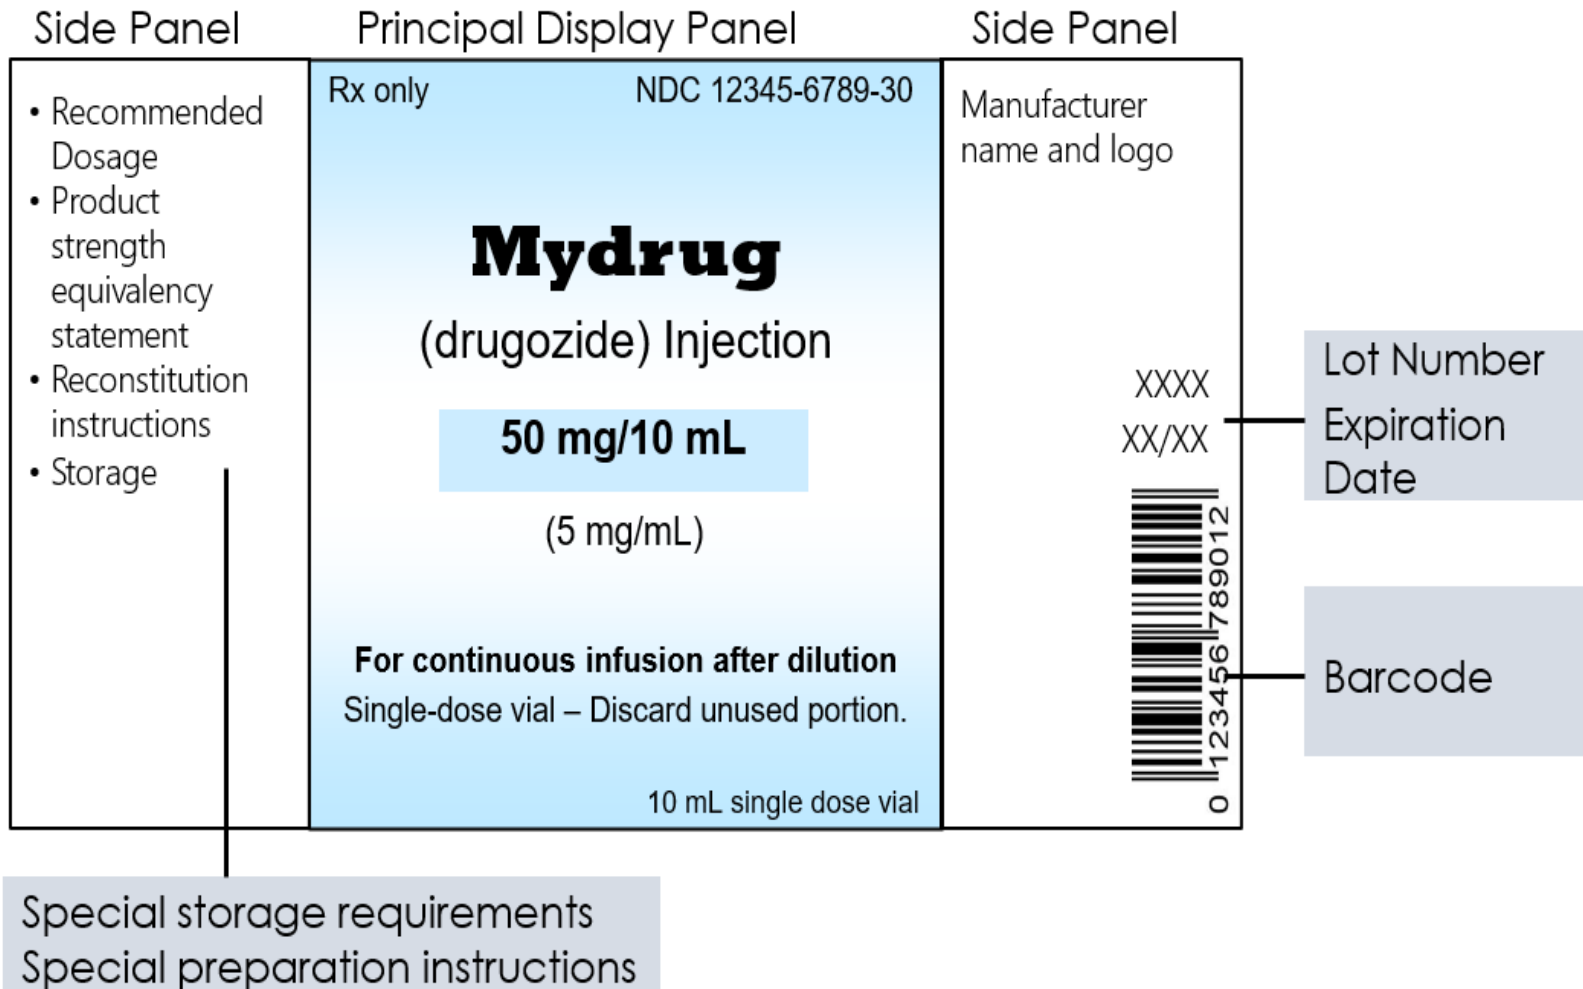 Side Panel
Principal Display Panel
Side Panel
• Recommended
Dosage
• Product
strength
equivalency
statement
• Reconstitution
instructions
• Storage
Rx only
NDC 12345-6789-30
Mydrug
(drugozide) Injection
50 mg/10 mL
(5 mg/mL)
For continuous infusion after dilution
Single-dose vial – Discard unused portion.
10 mL single dose vial
Manufacturer
name and logo
XXXX
XX/XX
0 123456 789012
Lot Number
Expiration
Date
Barcode
Special storage requirements
Special preparation instructions